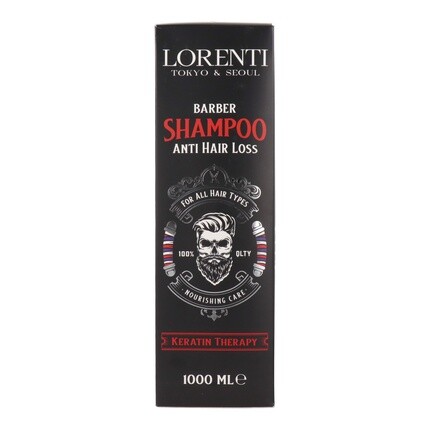 LORENTI
TOKYO & SEOUL
BARBER
SHAMPOO
ANTI HAIR LOSS
FOR ALL HAIR TYPES
100% QLTY
NOURISHING CARE
KERATIN THERAPY
1000 ML ℮